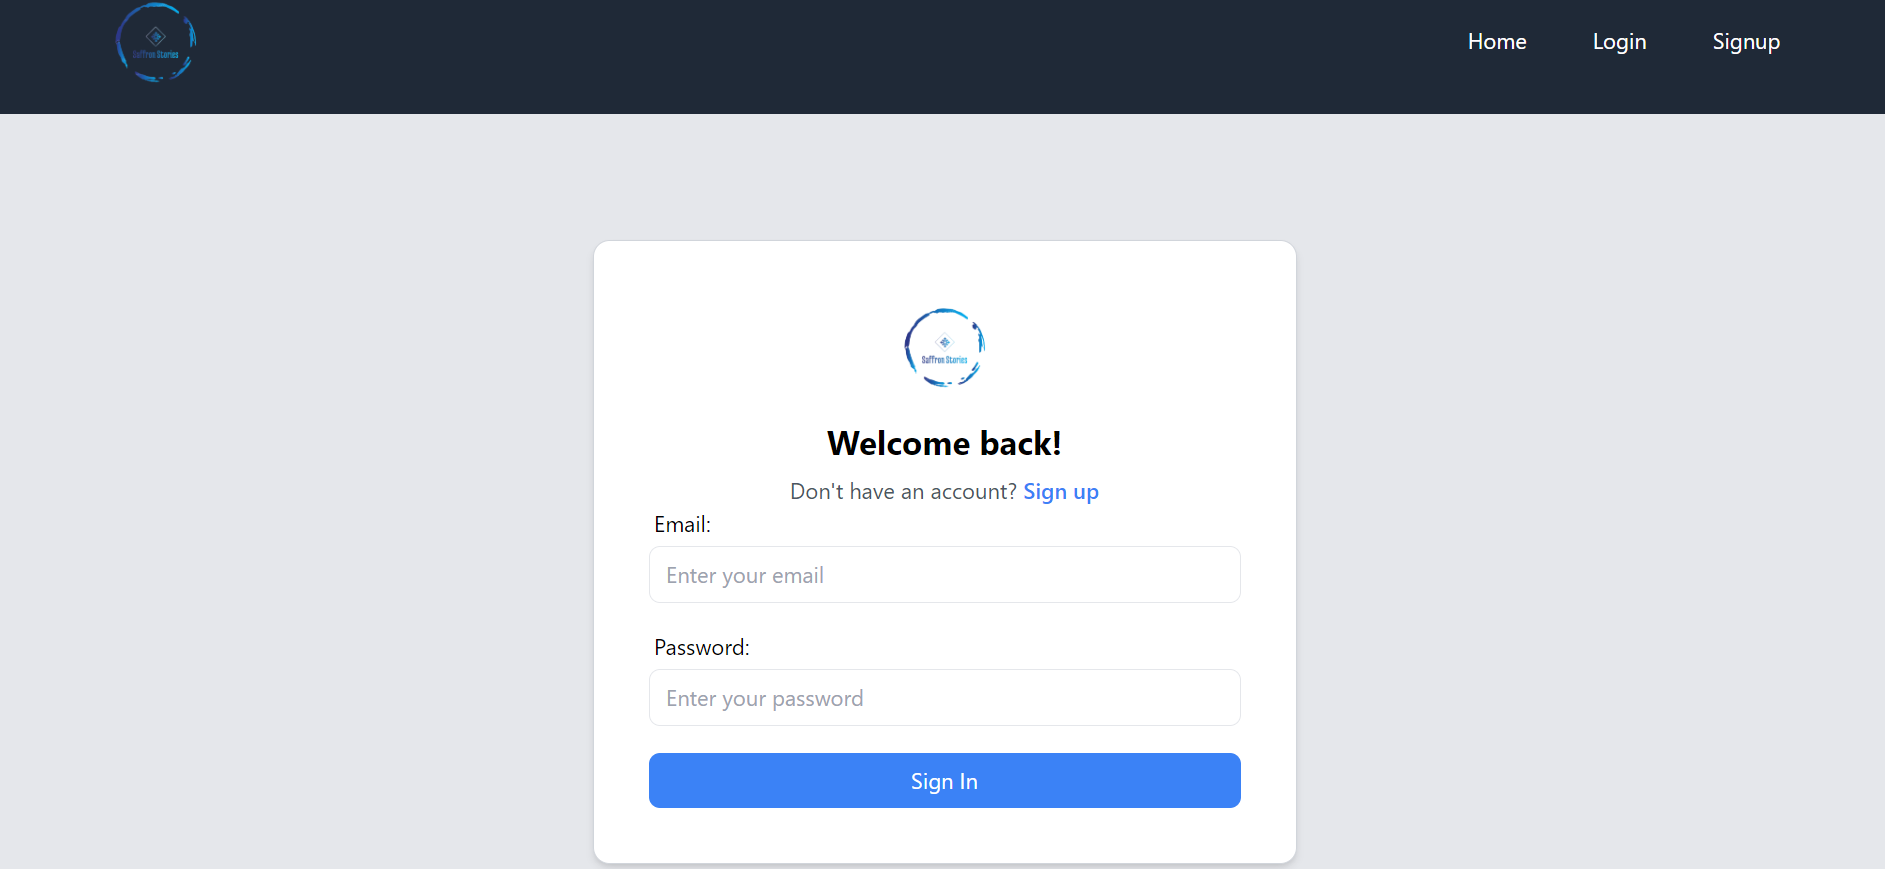 Saffron Stories
Home
Login
Signup
Saffron Stories
Welcome back!
Don't have an account? Sign up
Email:
Enter your email
Password:
Enter your password
Sign In